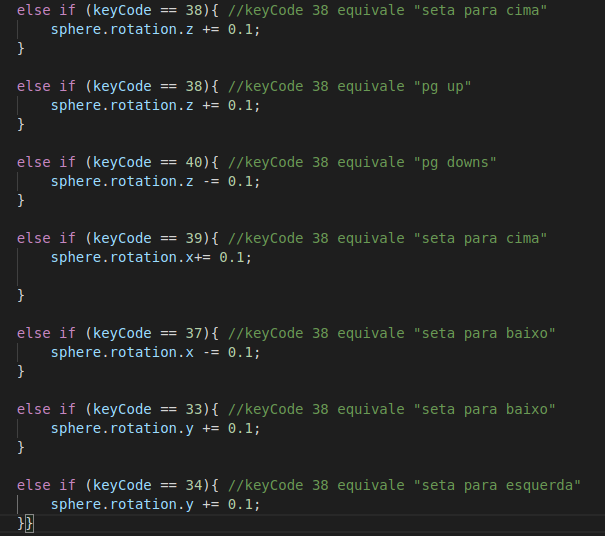 else if (keyCode == 38){ //keyCode 38 equivale "seta para cima"
sphere.rotation.z += 0.1;
}
else if (keyCode == 38){ //keyCode 38 equivale "pg up"
sphere.rotation.z += 0.1;
}
else if (keyCode == 40){ //keyCode 38 equivale "pg downs"
sphere.rotation.z -= 0.1;
}
else if (keyCode == 39){ //keyCode 38 equivale "seta para cima"
sphere.rotation.x+= 0.1;
}
else if (keyCode == 37){ //keyCode 38 equivale "seta para baixo"
sphere.rotation.x -= 0.1;
}
else if (keyCode == 33){ //keyCode 38 equivale "seta para baixo"
sphere.rotation.y += 0.1;
}
else if (keyCode == 34){ //keyCode 38 equivale "seta para esquerda"
sphere.rotation.y += 0.1;
}}